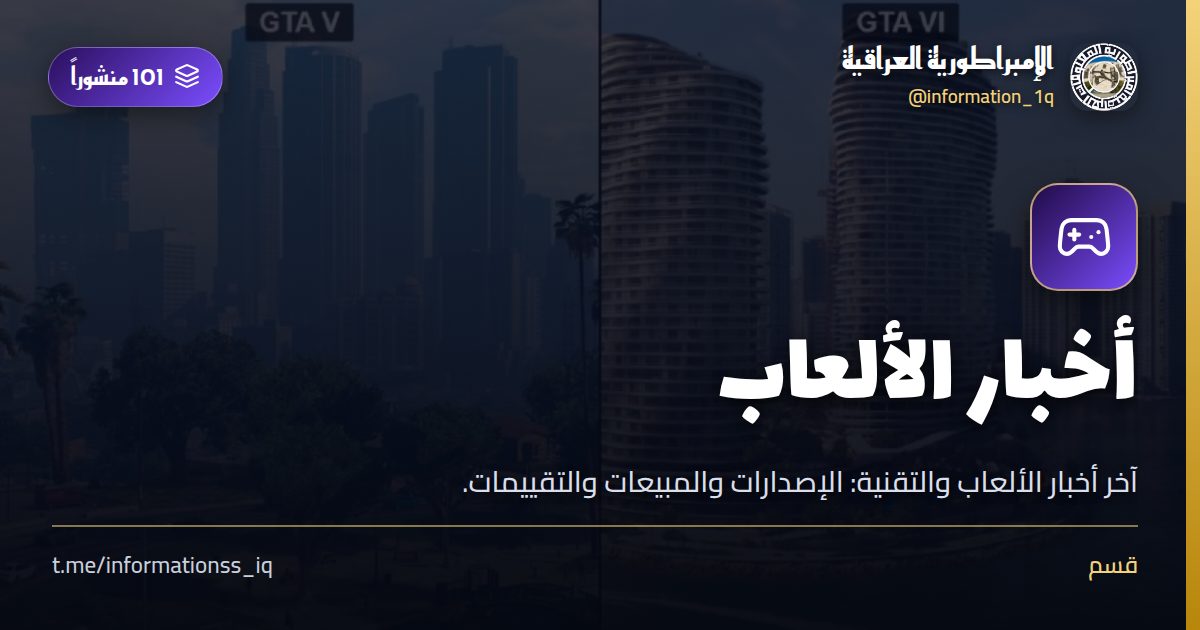 GTA V
GTA VI
الإمبراطورية العراقية
@information_1q
101 منشوراً
أخبار الألعاب
آخر أخبار الألعاب والتقنية: الإصدارات والمبيعات والتقييمات.
قسم
t.me/informationss_iq